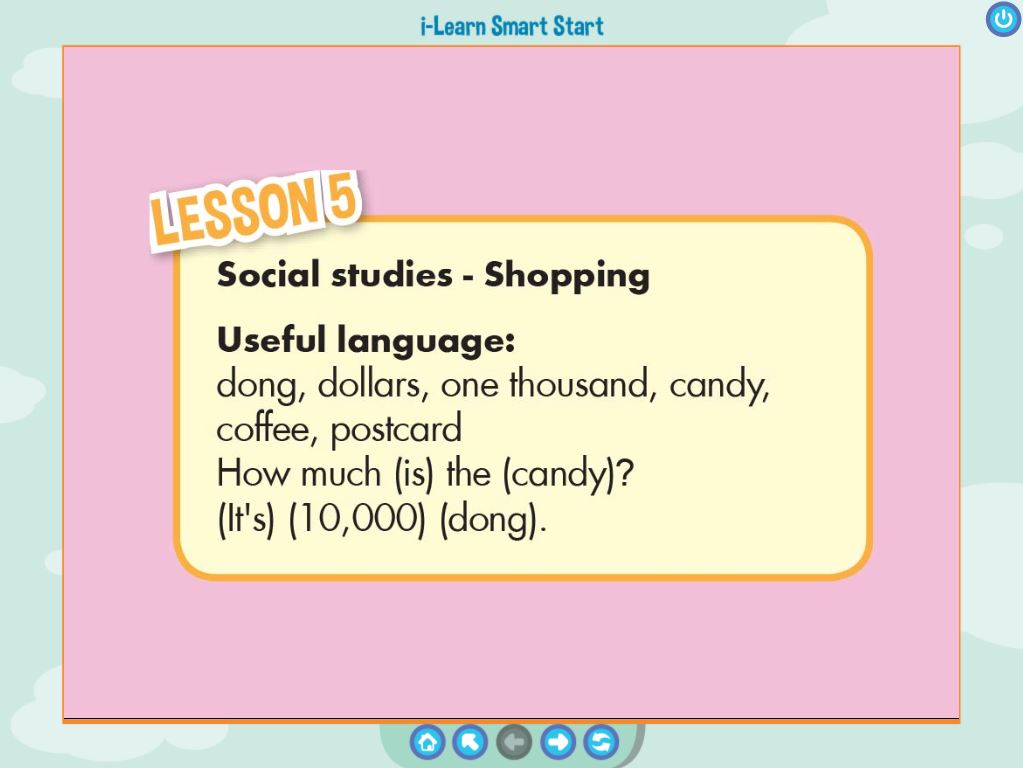 i-Learn Smart Start
LESSON 5
Social studies - Shopping
Useful language:
dong, dollars, one thousand, candy,
coffee, postcard
How much (is) the (candy)?
(It's) (10,000) (dong).